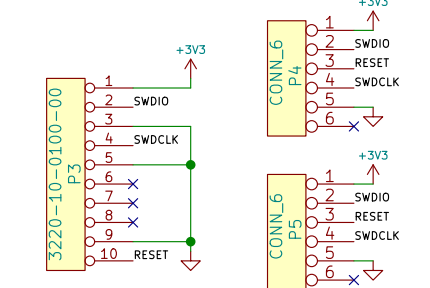 +3V3
3220-10-0100-00
P3
1
2
SWDIO
3
4
SWDCLK
5
6
7
8
9
10
RESET
+3V3
CONN_6
P4
1
2
SWDIO
3
RESET
4
SWDCLK
5
6
+3V3
CONN_6
P5
1
2
SWDIO
3
RESET
4
SWDCLK
5
6